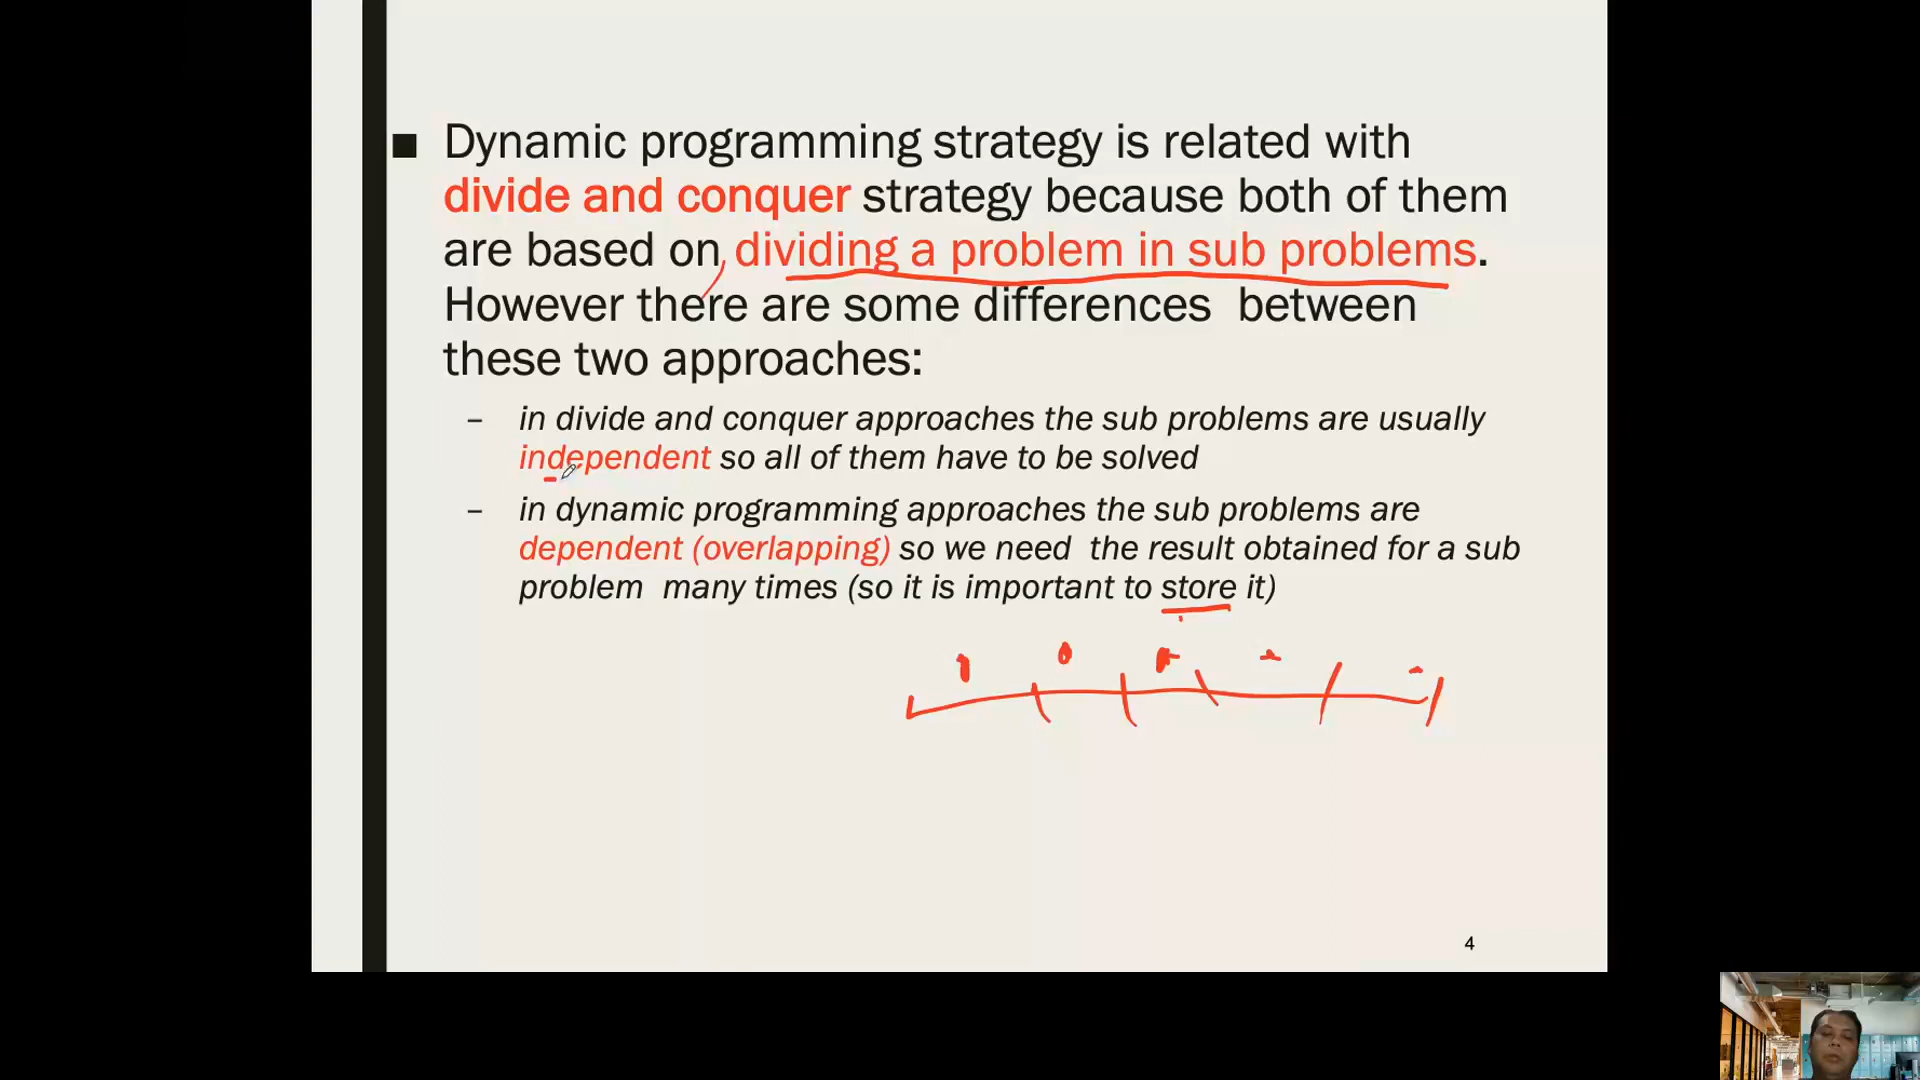 ■ Dynamic programming strategy is related with
divide and conquer strategy because both of them
are based on dividing a problem in sub problems.
However there are some differences between
these two approaches:
– in divide and conquer approaches the sub problems are usually
independent so all of them have to be solved
– in dynamic programming approaches the sub problems are
dependent (overlapping) so we need the result obtained for a sub
problem many times (so it is important to store it)
4